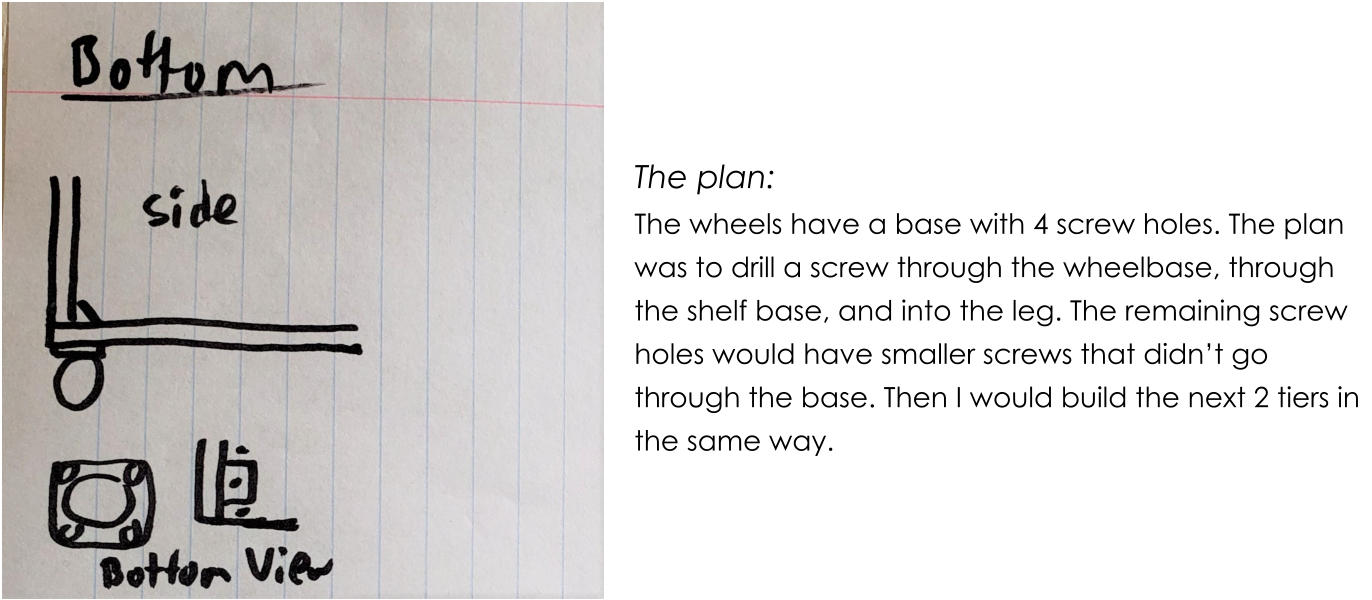 Bottom
side
Bottom View
The plan:
The wheels have a base with 4 screw holes. The plan
was to drill a screw through the wheelbase, through
the shelf base, and into the leg. The remaining screw
holes would have smaller screws that didn’t go
through the base. Then I would build the next 2 tiers in
the same way.